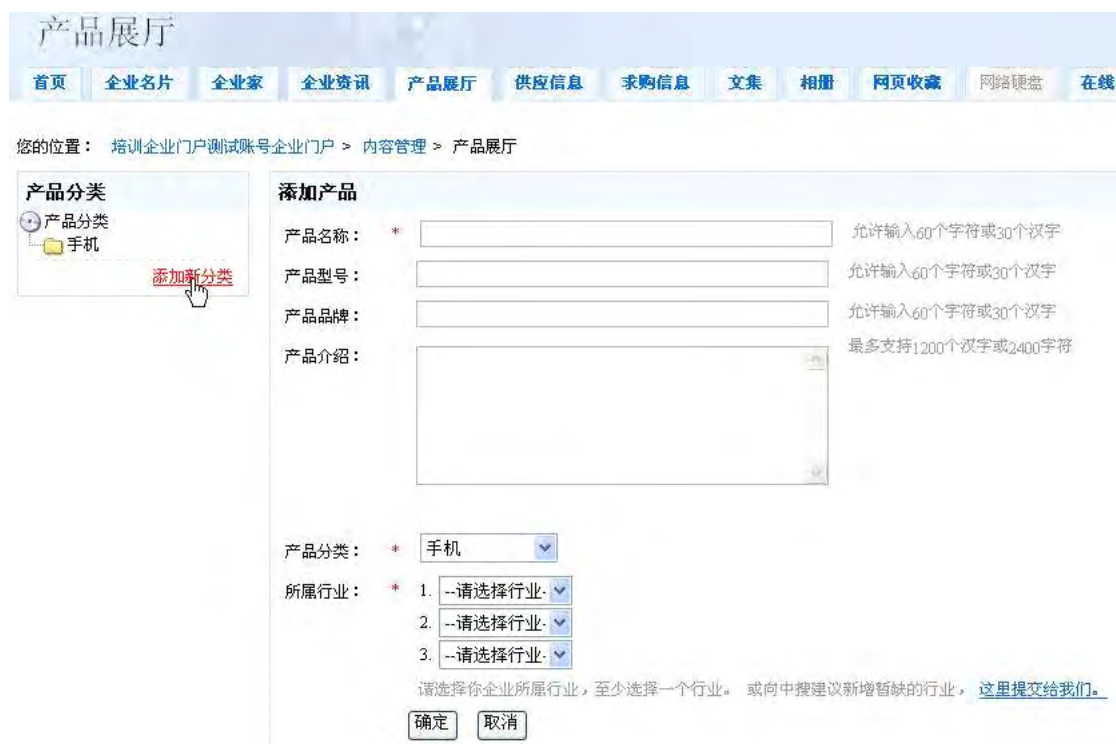 产品展厅
首页 企业名片 企业家 企业资讯 产品展厅 供应信息 求购信息 文集 相册 网页收藏 网络硬盘 在线
您的位置： 培训企业门户测试账号企业门户 > 内容管理 > 产品展厅
产品分类
产品分类
手机
添加新分类
添加产品
产品名称： * 允许输入60个字符或30个汉字
产品型号： 允许输入60个字符或30个汉字
产品品牌： 允许输入60个字符或30个汉字
产品介绍： 最多支持1200个汉字或2400字符
产品分类： * 手机
所属行业： * 1. --请选择行业-
2. --请选择行业-
3. --请选择行业-
请选择你企业所属行业，至少选择一个行业。 或向中搜建议新增暂缺的行业， 这里提交给我们。
确定 取消